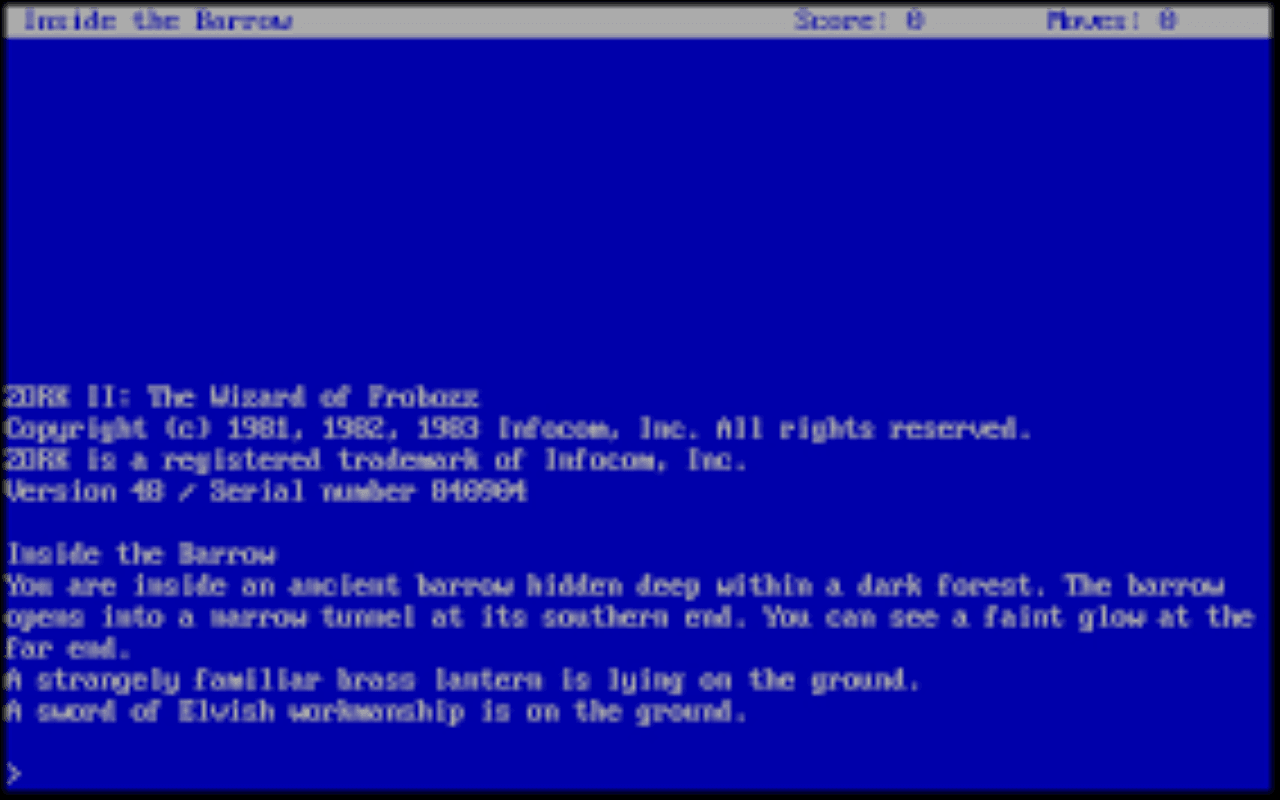 Inside the Barrow Score: 0 Moves: 0
ZORK II: The Wizard of Frobozz
Copyright (c) 1981, 1982, 1983 Infocom, Inc. All rights reserved.
ZORK is a registered trademark of Infocom, Inc.
Version 48 / Serial number 840904
Inside the Barrow
You are inside an ancient barrow hidden deep within a dark forest. The barrow
opens into a narrow tunnel at its southern end. You can see a faint glow at the
far end.
A strangely familiar brass lantern is lying on the ground.
A sword of Elvish workmanship is on the ground.
>